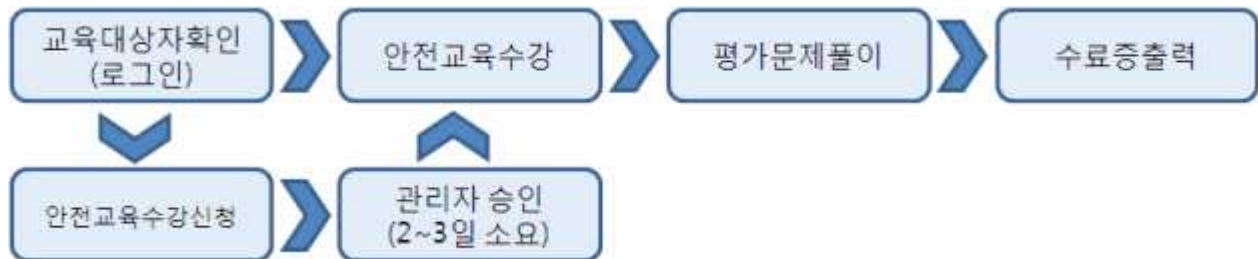 교육대상자확인
(로그인)
안전교육수강
평가문제풀이
수료증출력
안전교육수강신청
관리자 승인
(2~3일 소요)